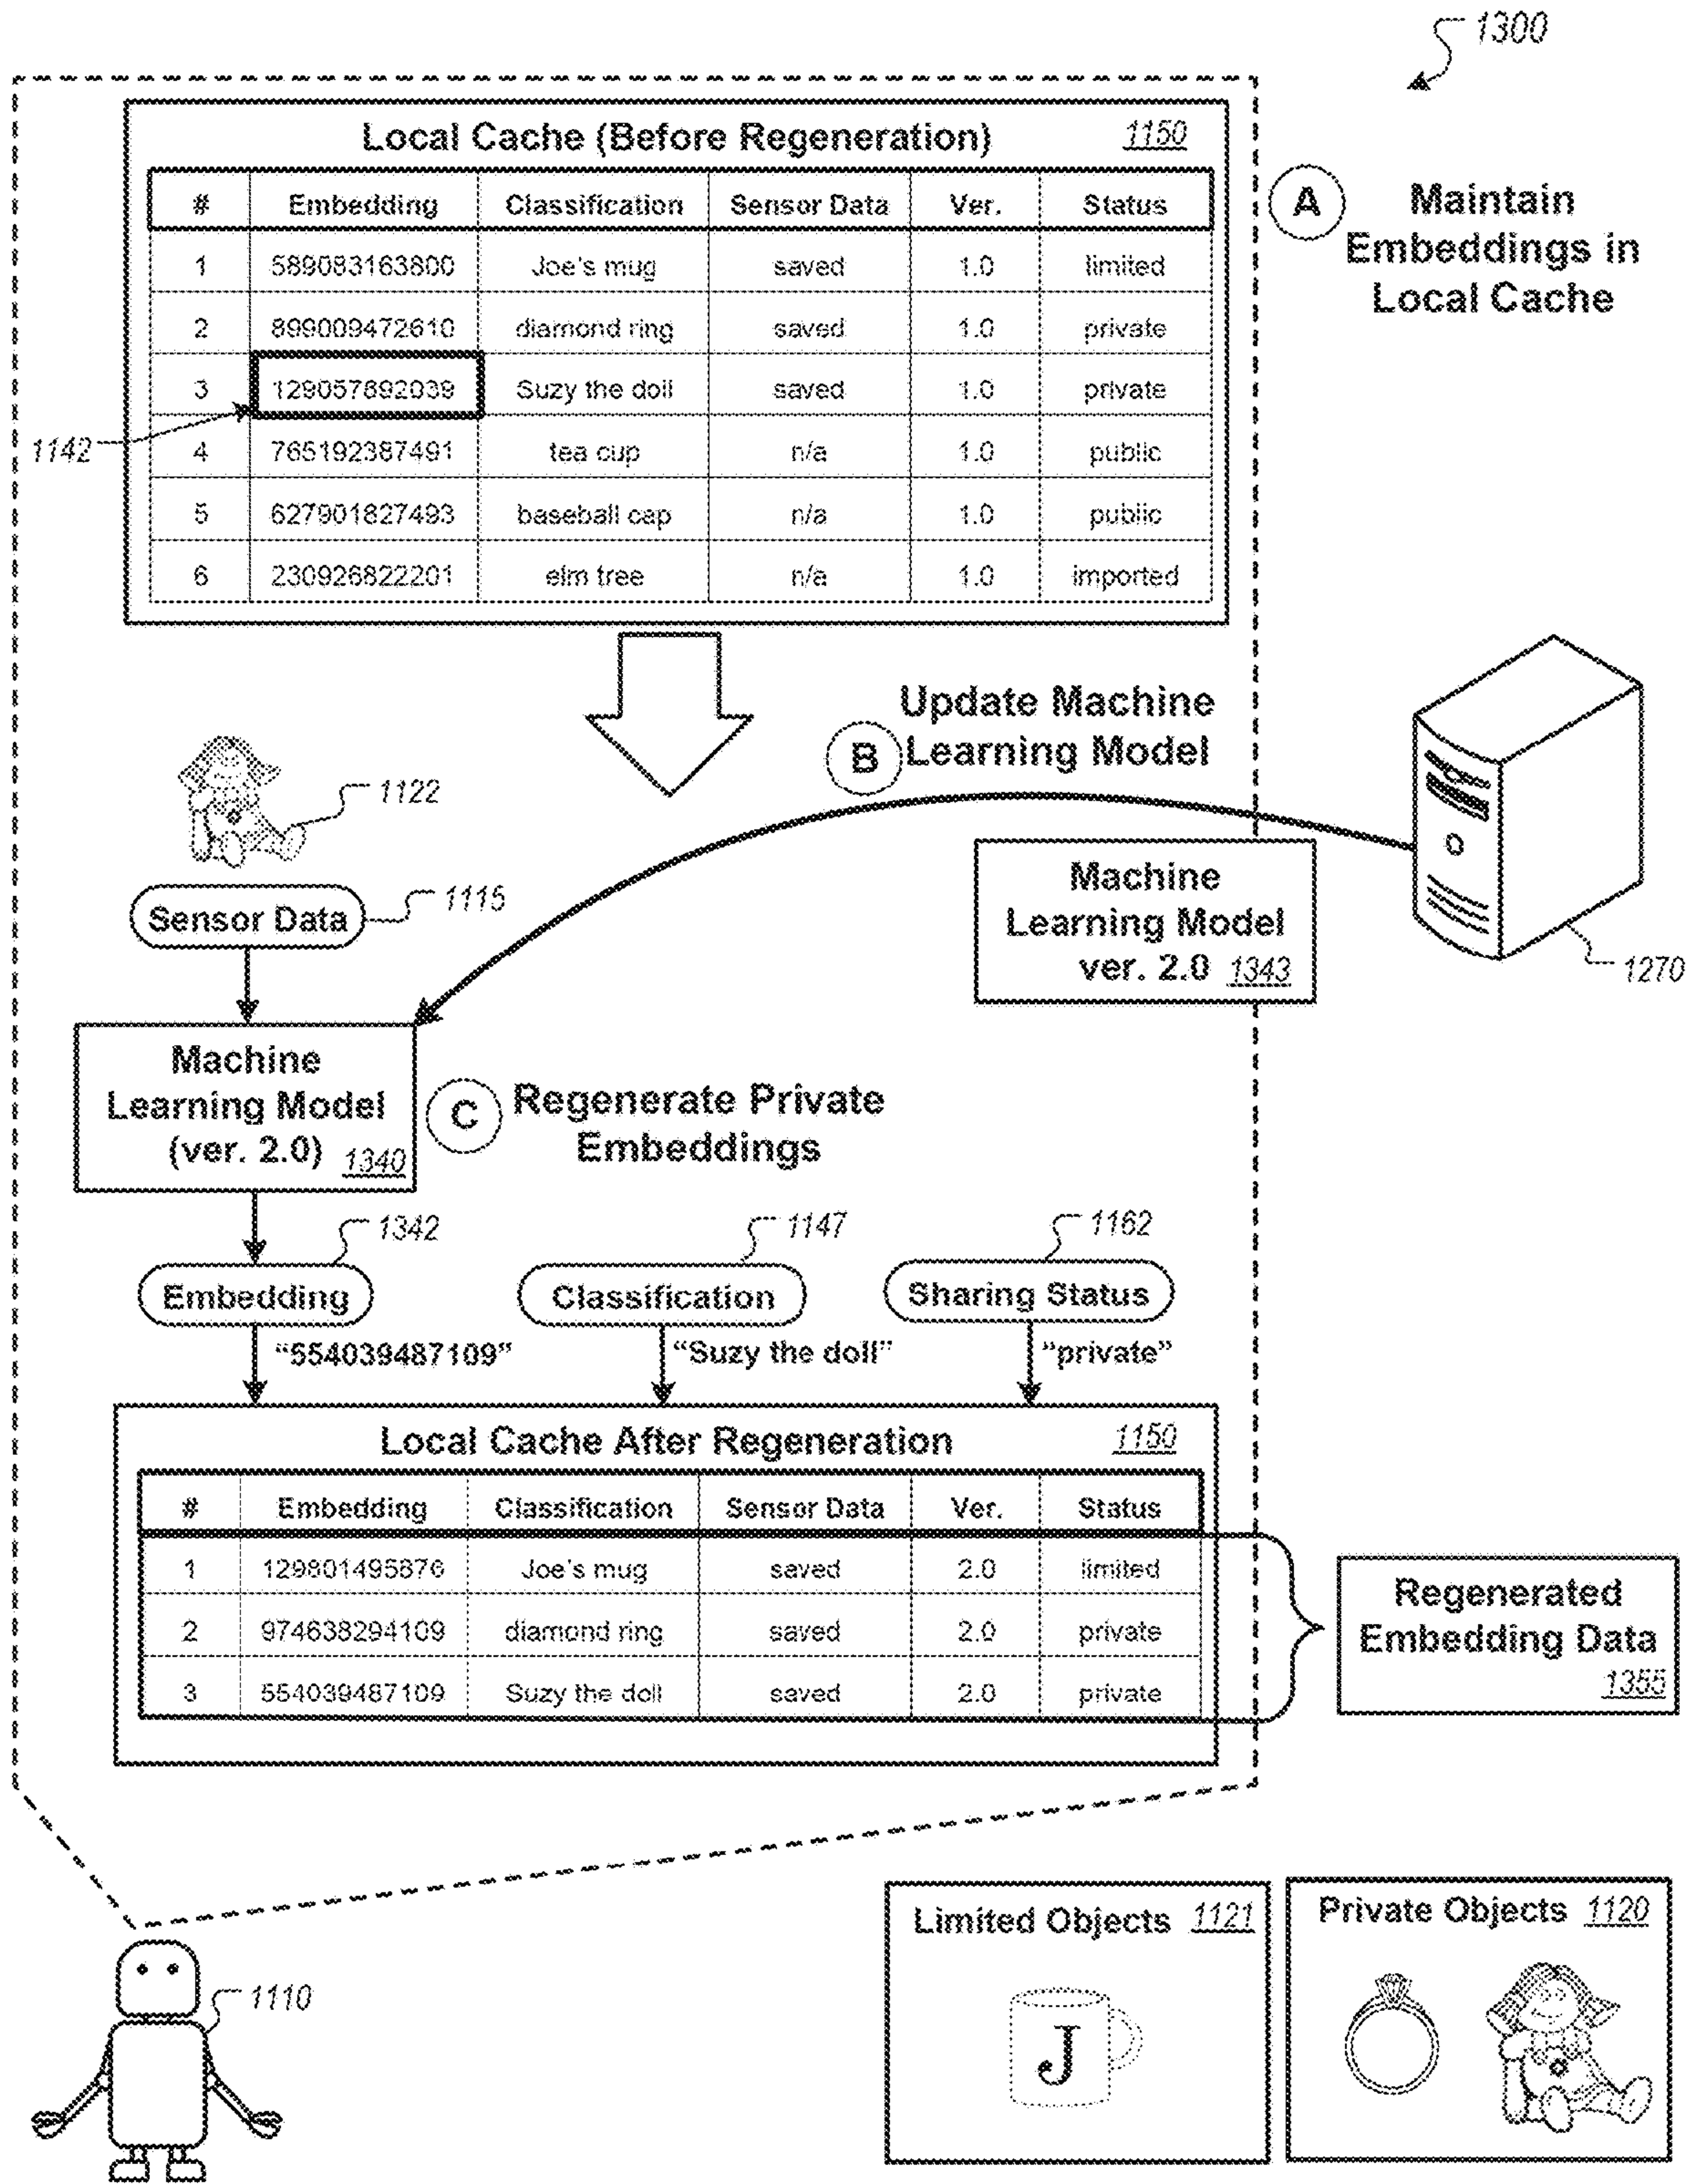 1300
Local Cache (Before Regeneration) 1150
# Embedding Classification Sensor Data Ver. Status
1 589083163800 Joe's mug saved 1.0 limited
2 899009472610 diamond ring saved 1.0 private
3 129057892039 Suzy the doll saved 1.0 private
4 765192387491 tea cup n/a 1.0 public
5 627901827493 baseball cap n/a 1.0 public
6 230926822201 elm tree n/a 1.0 imported
1142
A Maintain
Embeddings in
Local Cache
B Update Machine
Learning Model
1122
Sensor Data 1115
Machine
Learning Model
ver. 2.0 1343
1270
Machine
Learning Model
(ver. 2.0) 1340
C Regenerate Private
Embeddings
1342 1147 1162
Embedding Classification Sharing Status
“554039487109” “Suzy the doll” “private”
Local Cache After Regeneration 1150
# Embedding Classification Sensor Data Ver. Status
1 129801495876 Joe's mug saved 2.0 limited
2 974638294109 diamond ring saved 2.0 private
3 554039487109 Suzy the doll saved 2.0 private
Regenerated
Embedding Data
1355
1110
Limited Objects 1121
J
Private Objects 1120